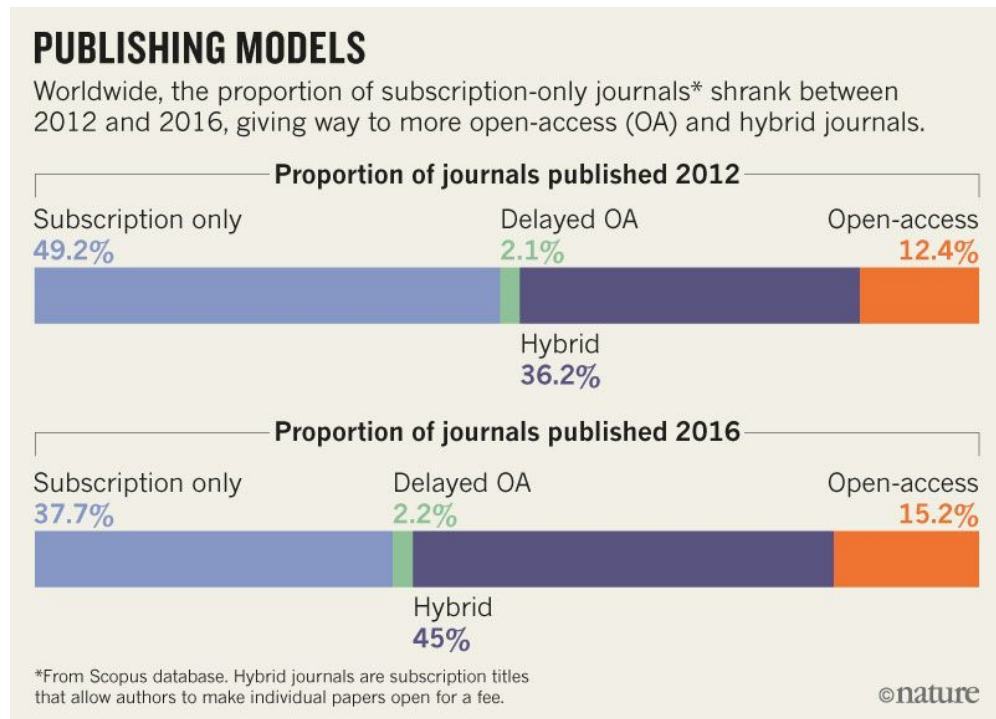 PUBLISHING MODELS
Worldwide, the proportion of subscription-only journals* shrank between
2012 and 2016, giving way to more open-access (OA) and hybrid journals.
Proportion of journals published 2012
Subscription only
49.2%
Delayed OA
2.1%
Open-access
12.4%
Hybrid
36.2%
Proportion of journals published 2016
Subscription only
37.7%
Delayed OA
2.2%
Open-access
15.2%
Hybrid
45%
*From Scopus database. Hybrid journals are subscription titles
that allow authors to make individual papers open for a fee.
©nature